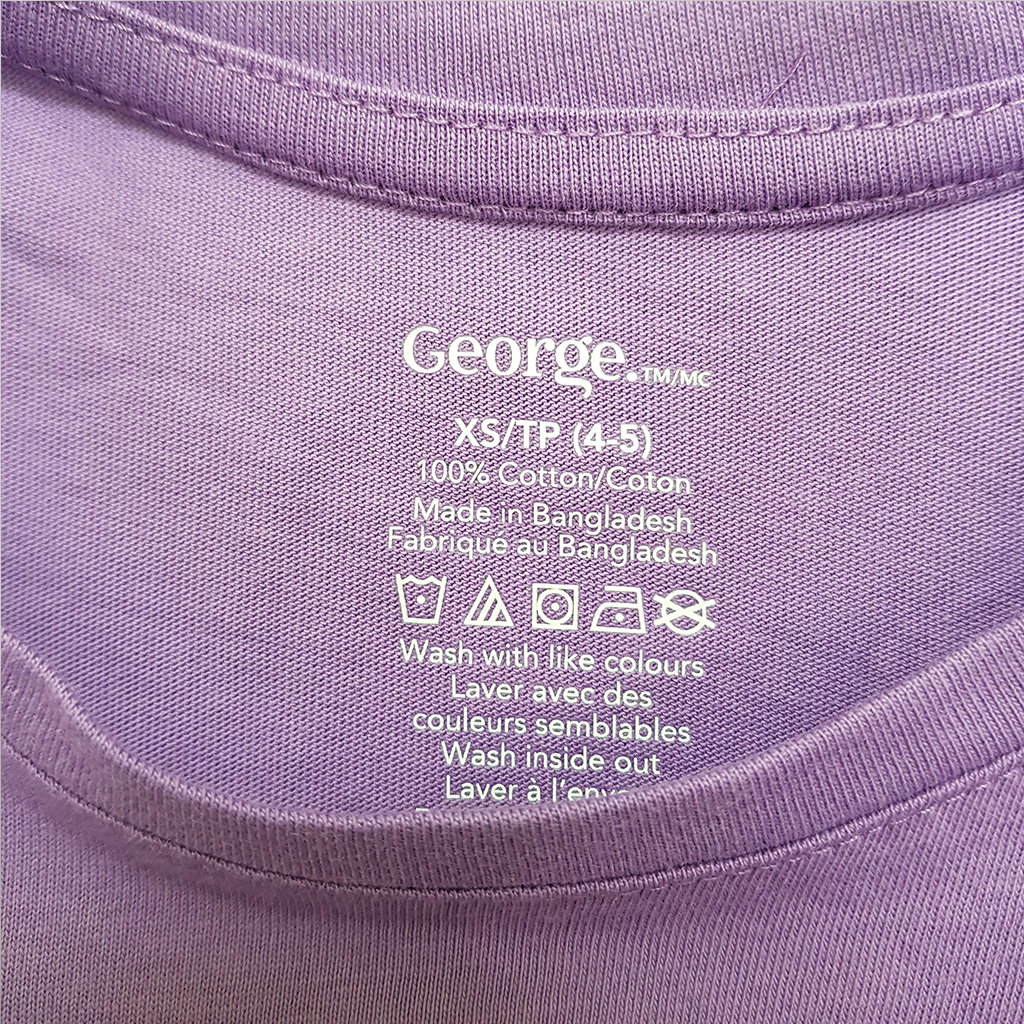 George.TM/MC
XS/TP (4-5)
100% Cotton/Coton
Made in Bangladesh
Fabriqué au Bangladesh
Wash with like colours
Laver avec des
couleurs semblables
Wash inside out
Laver à